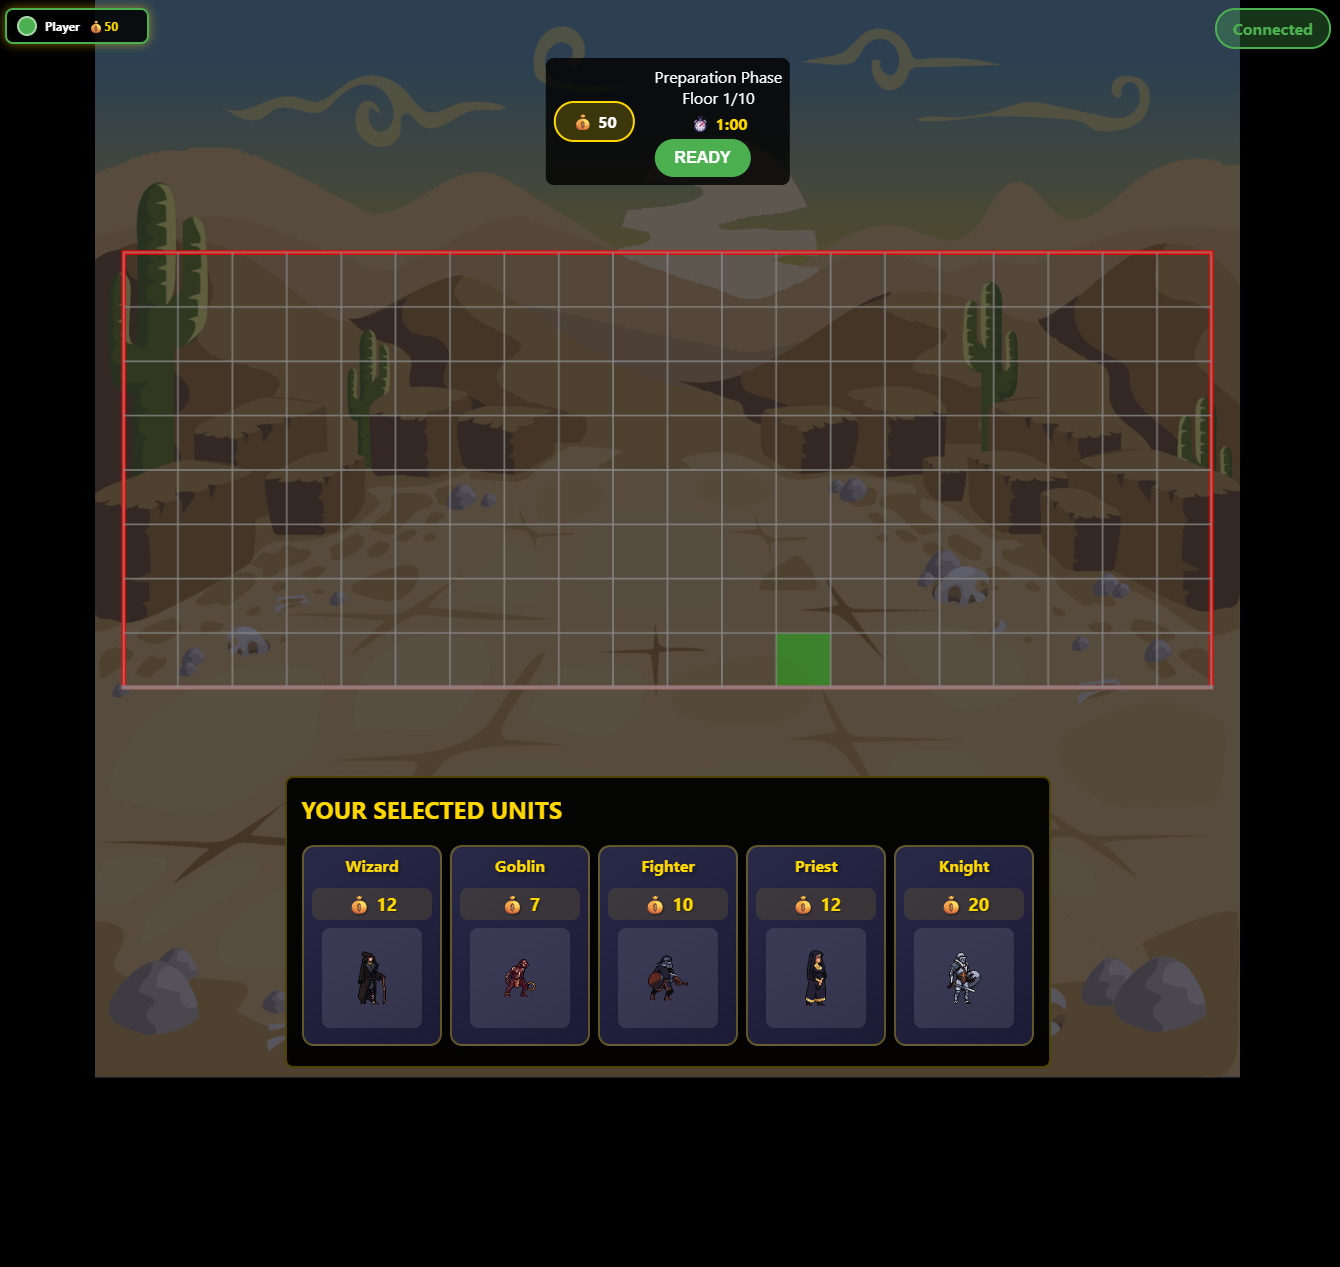 Player 50
Connected
Preparation Phase
Floor 1/10
50
1:00
READY
YOUR SELECTED UNITS
Wizard
12
Goblin
7
Fighter
10
Priest
12
Knight
20